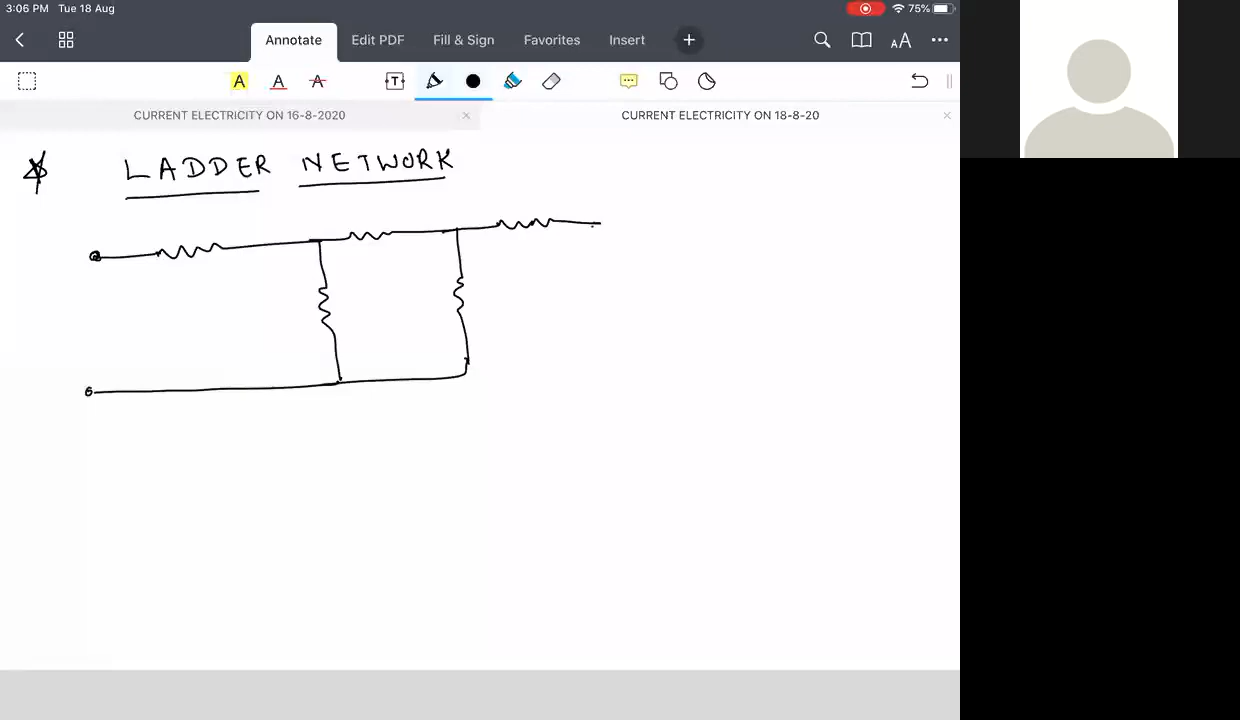 3:06 PM Tue 18 Aug 75%
Annotate Edit PDF Fill & Sign Favorites Insert
A A A T
CURRENT ELECTRICITY ON 16-8-2020 CURRENT ELECTRICITY ON 18-8-20
LADDER NETWORK